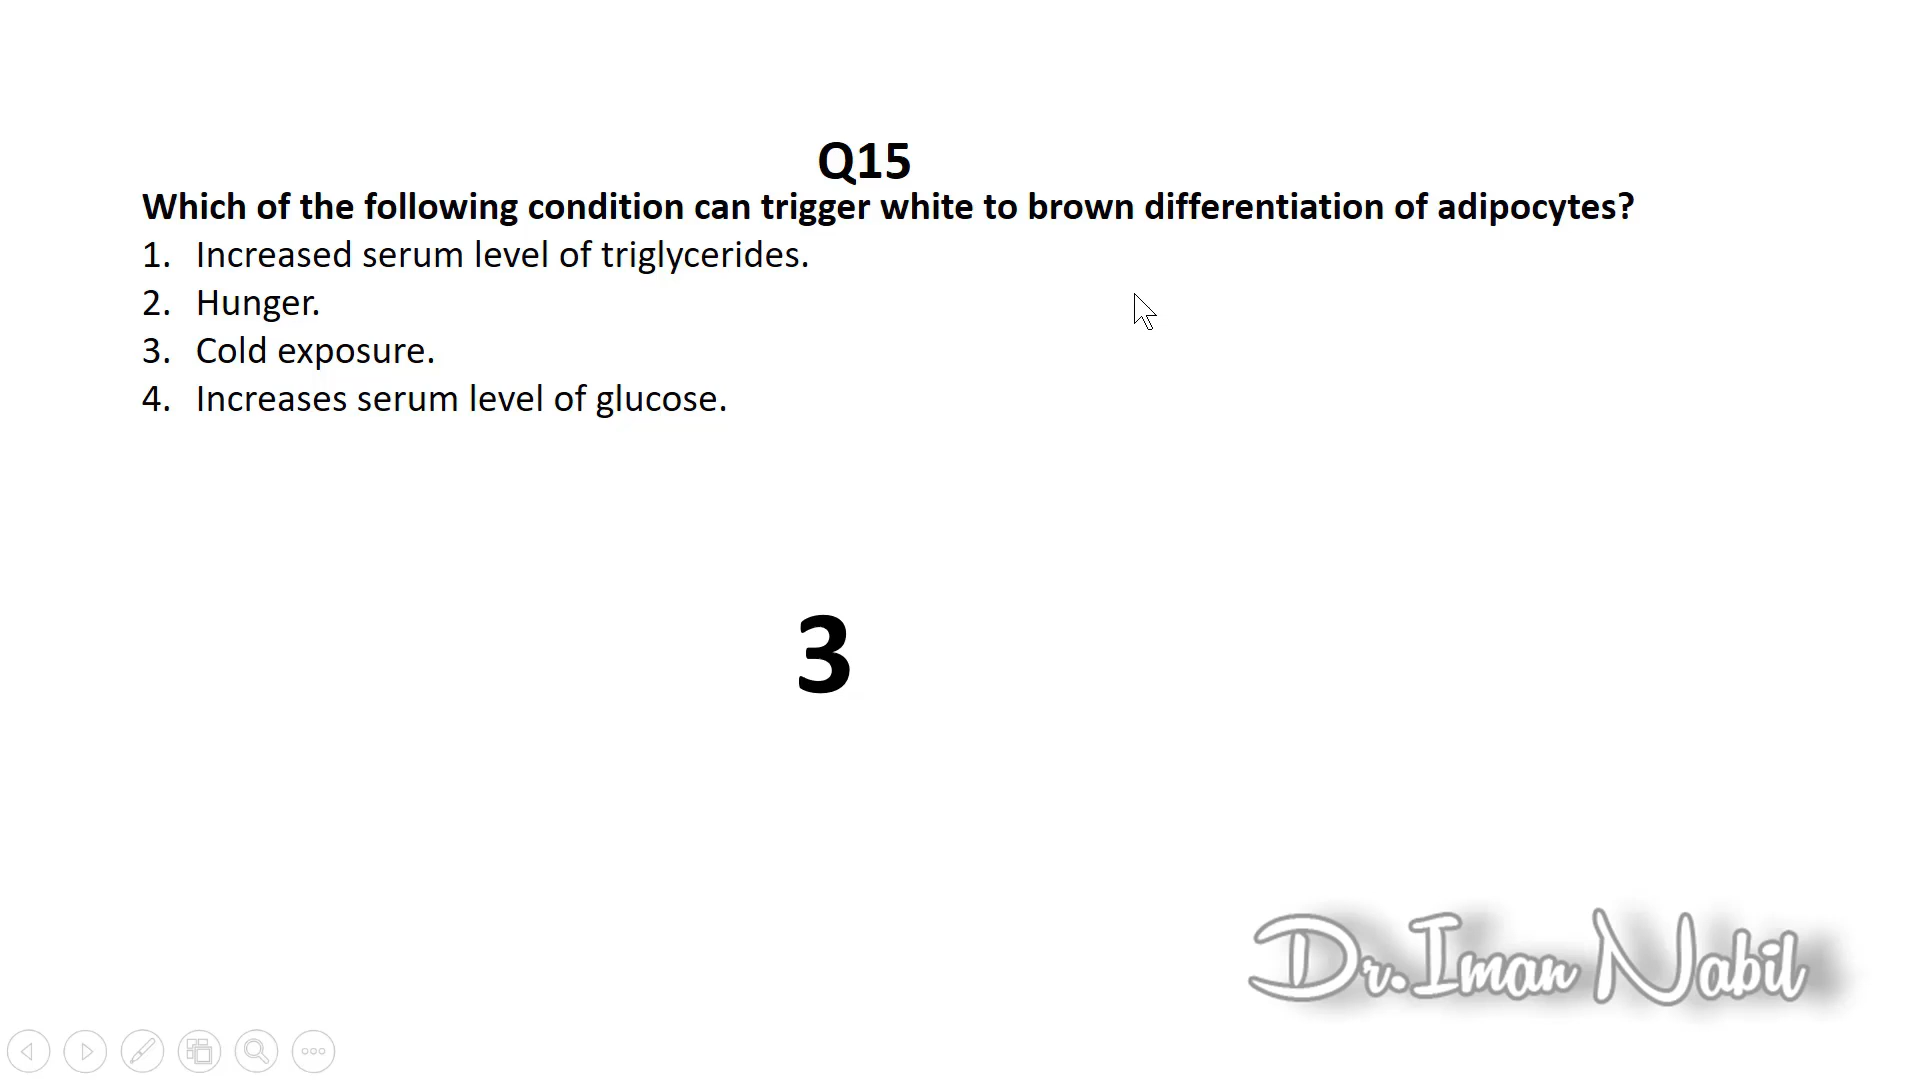 Q15
Which of the following condition can trigger white to brown differentiation of adipocytes?
1. Increased serum level of triglycerides.
2. Hunger.
3. Cold exposure.
4. Increases serum level of glucose.
3
Dr.Iman Nabil